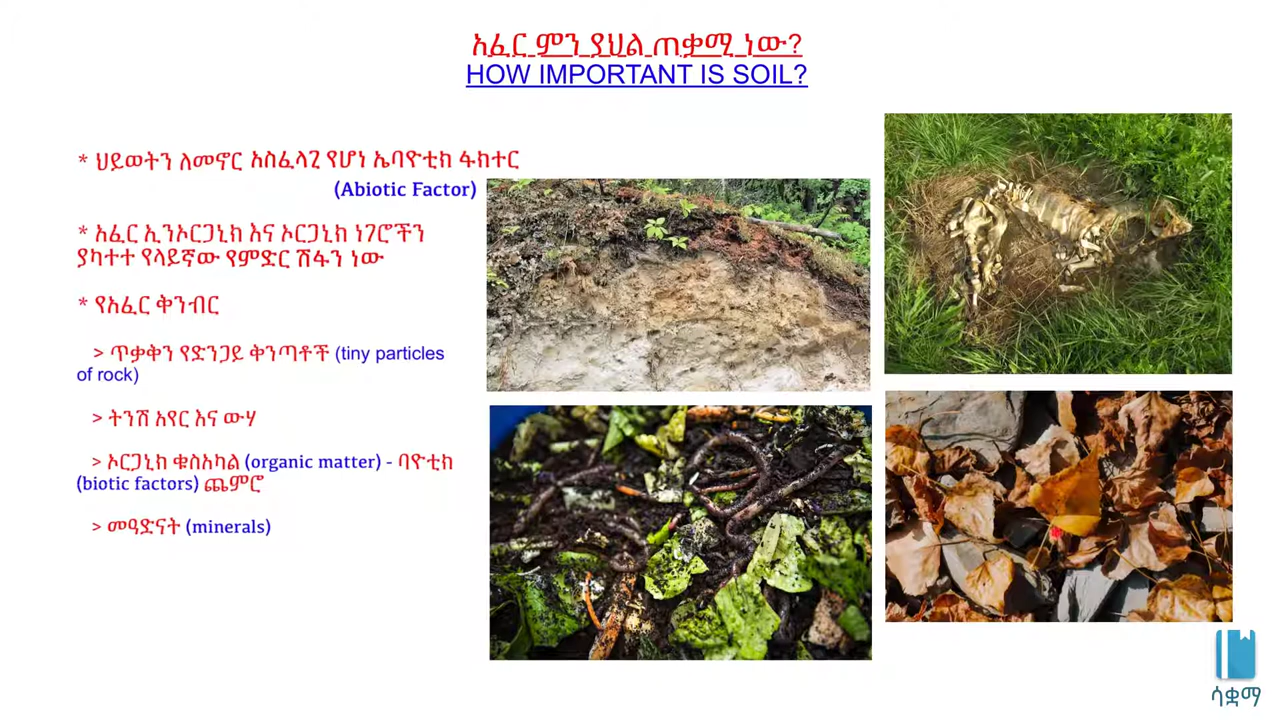 አፈር ምን ያህል ጠቃሚ ነው?
HOW IMPORTANT IS SOIL?
* ህይወትን ለመኖር አስፈላጊ የሆነ ኤባዮቲክ ፋክተር
(Abiotic Factor)
* አፈር ኢንኦርጋኒክ እና ኦርጋኒክ ነገሮችን
ያካተተ የላይኛው የምድር ሽፋን ነው
* የአፈር ቅንብር
> ጥቃቅን የድንጋይ ቅንጣቶች (tiny particles
of rock)
> ትንሽ አየር እና ውሃ
> ኦርጋኒክ ቁስአካል (organic matter) - ባዮቲክ
(biotic factors) ጨምሮ
> መዓድናት (minerals)
ሳቋማ